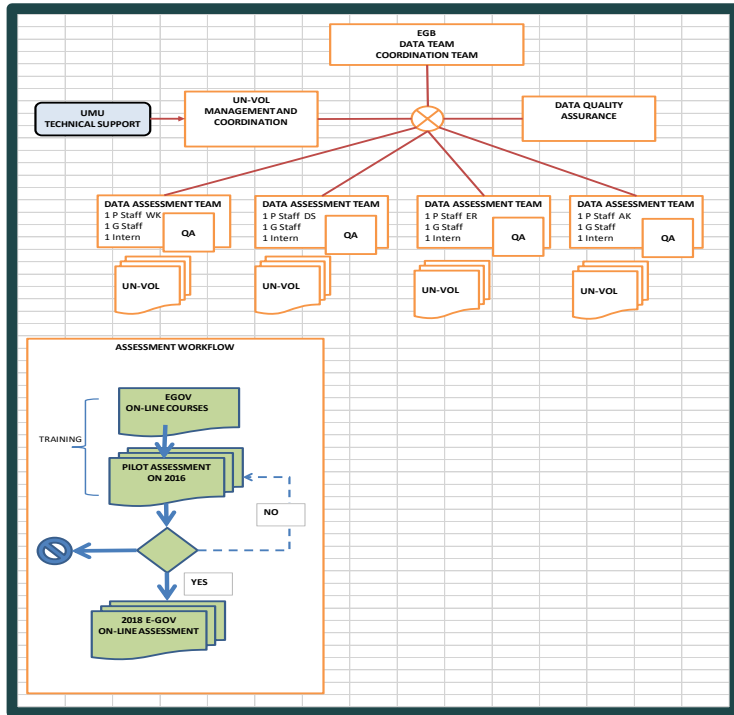 EGB
DATA TEAM
COORDINATION TEAM
UMU
TECHNICAL SUPPORT
UN-VOL
MANAGEMENT AND
COORDINATION
DATA QUALITY
ASSURANCE
DATA ASSESSMENT TEAM
1 P Staff WK
1 G Staff
1 Intern
QA
UN-VOL
DATA ASSESSMENT TEAM
1 P Staff DS
1 G Staff
1 Intern
QA
UN-VOL
DATA ASSESSMENT TEAM
1 P Staff ER
1 G Staff
1 Intern
QA
UN-VOL
DATA ASSESSMENT TEAM
1 P Staff AK
1 G Staff
1 Intern
QA
UN-VOL
ASSESSMENT WORKFLOW
EGOV
ON-LINE COURSES
TRAINING
PILOT ASSESSMENT
ON 2016
NO
YES
2018 E-GOV
ON-LINE ASSESSMENT